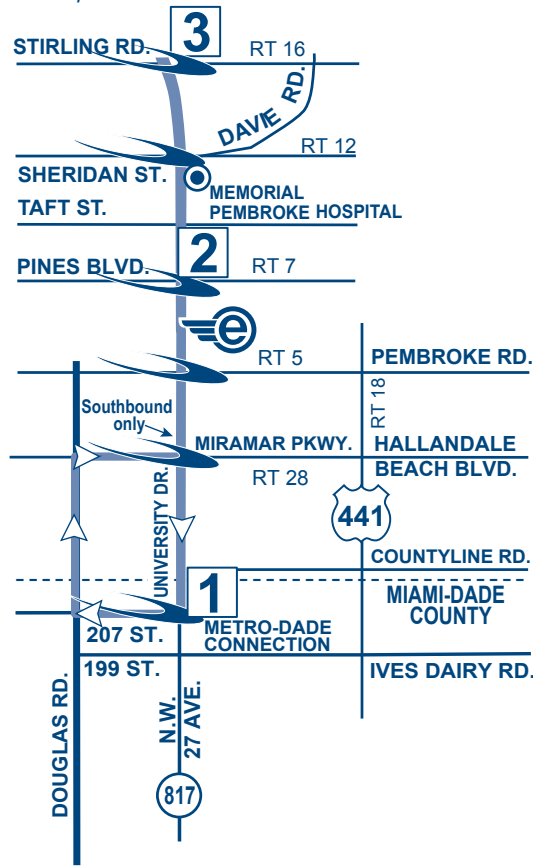 3
STIRLING RD.
RT 16
DAVIE RD.
RT 12
SHERIDAN ST.
MEMORIAL
PEMBROKE HOSPITAL
TAFT ST.
2
PINES BLVD.
RT 7
e
RT 5
PEMBROKE RD.
RT 18
Southbound
only
MIRAMAR PKWY.
HALLANDALE
BEACH BLVD.
RT 28
UNIVERSITY DR.
441
COUNTYLINE RD.
1
MIAMI-DADE
COUNTY
207 ST.
METRO-DADE
CONNECTION
199 ST.
IVES DAIRY RD.
DOUGLAS RD.
N.W.
27 AVE.
817